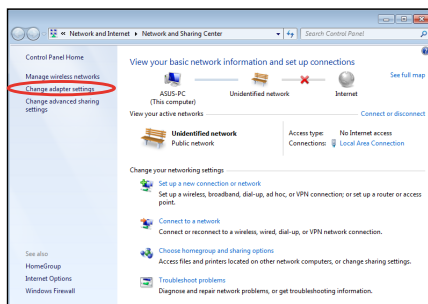 « Network and Internet ▸ Network and Sharing Center
Search Control Panel
Control Panel Home
Manage wireless networks
Change adapter settings
Change advanced sharing
settings
See also
HomeGroup
Internet Options
Windows Firewall
View your basic network information and set up connections
See full map
ASUS-PC
(This computer)
Unidentified network
Internet
View your active networks
Connect or disconnect
Unidentified network
Public network
Access type: No Internet access
Connections: Local Area Connection
Change your networking settings
Set up a new connection or network
Set up a wireless, broadband, dial-up, ad hoc, or VPN connection; or set up a router or access
point.
Connect to a network
Connect or reconnect to a wireless, wired, dial-up, or VPN network connection.
Choose homegroup and sharing options
Access files and printers located on other network computers, or change sharing settings.
Troubleshoot problems
Diagnose and repair network problems, or get troubleshooting information.